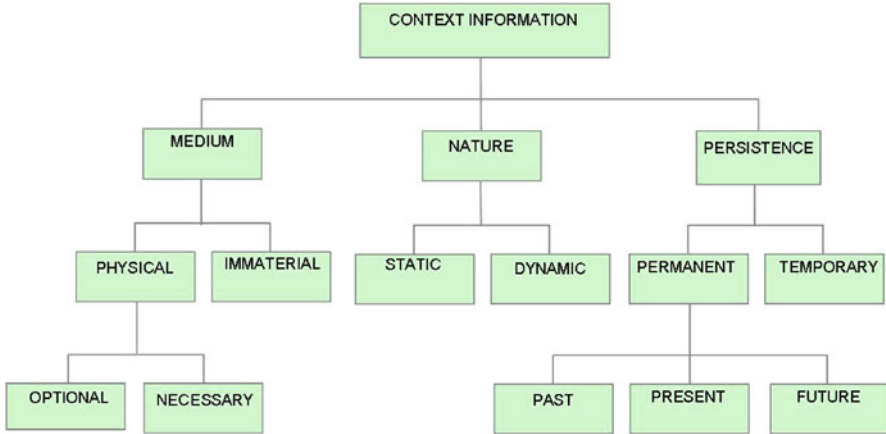 CONTEXT INFORMATION
MEDIUM
NATURE
PERSISTENCE
PHYSICAL
IMMATERIAL
STATIC
DYNAMIC
PERMANENT
TEMPORARY
OPTIONAL
NECESSARY
PAST
PRESENT
FUTURE